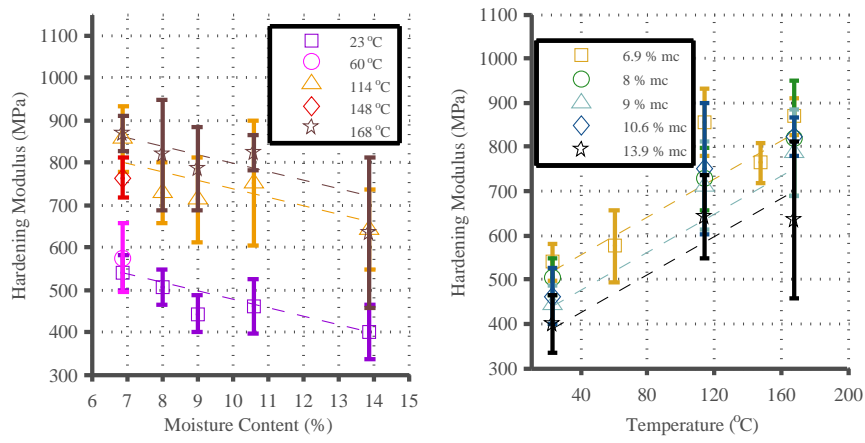 1100
1000
900
800
700
600
500
400
300
6 7 8 9 10 11 12 13 14 15
Hardening Modulus (MPa)
Moisture Content (%)
23 °C
60 °C
114 °C
148 °C
168 °C
1100
1000
900
800
700
600
500
400
300
0 40 80 120 160 200
Hardening Modulus (MPa)
Temperature (°C)
6.9 % mc
8 % mc
9 % mc
10.6 % mc
13.9 % mc